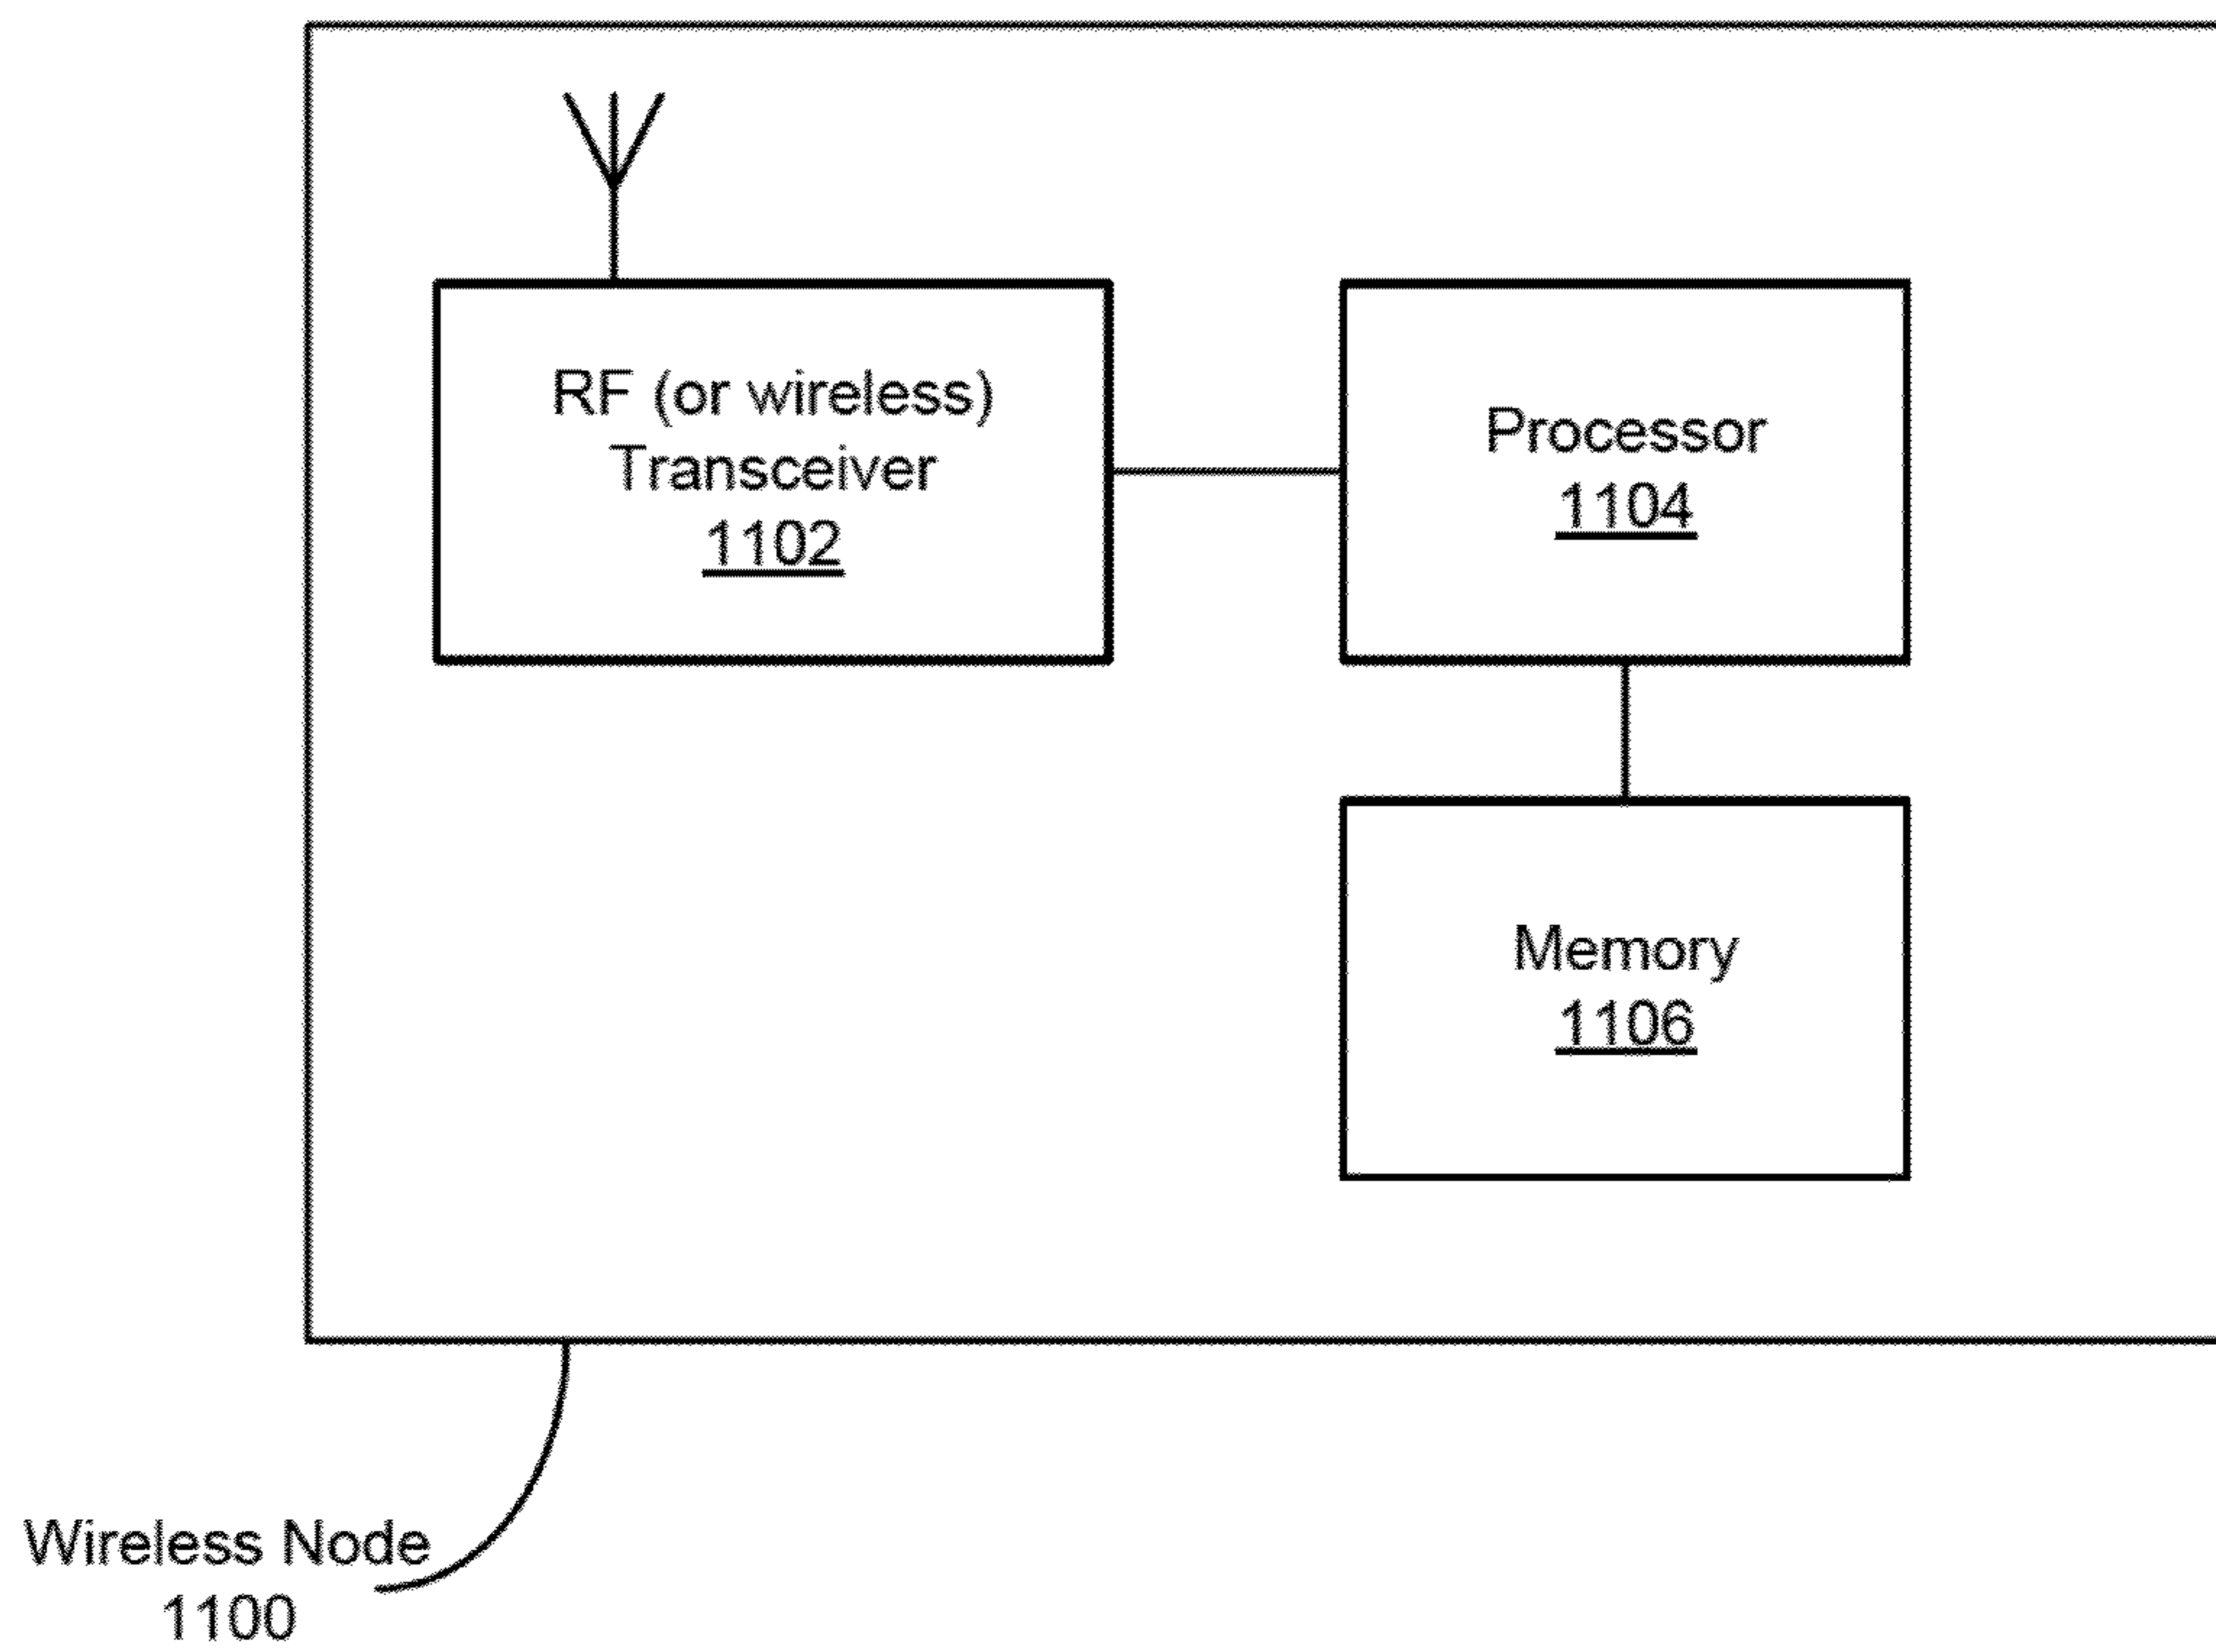 RF (or wireless)
Transceiver
1102
Processor
1104
Memory
1106
Wireless Node
1100